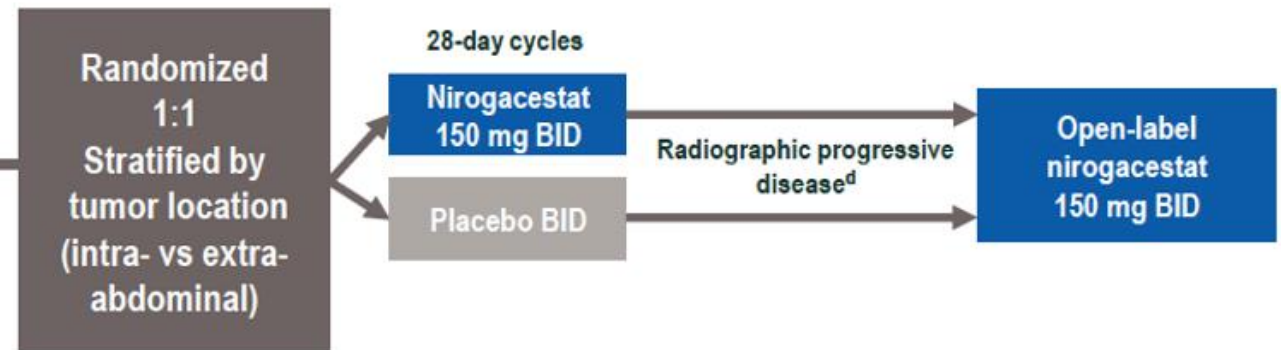 Randomized
1:1
Stratified by
tumor location
(intra- vs extra-
abdominal)
28-day cycles
Nirogacestat
150 mg BID
Placebo BID
Radiographic progressive
diseaseᵈ
Open-label
nirogacestat
150 mg BID